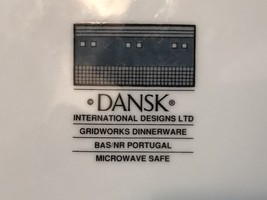 • DANSK •
INTERNATIONAL DESIGNS LTD
GRIDWORKS DINNERWARE
BAS/NR PORTUGAL
MICROWAVE SAFE